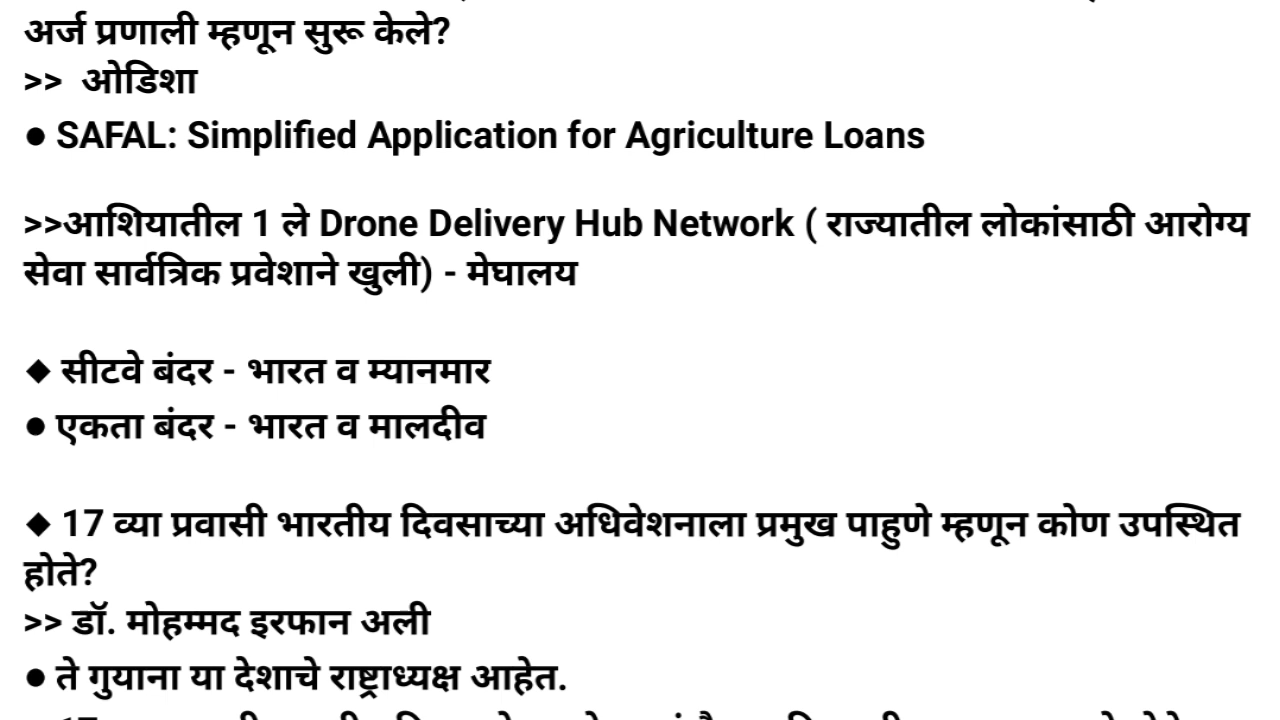 अर्ज प्रणाली म्हणून सुरू केले?
>> ओडिशा
● SAFAL: Simplified Application for Agriculture Loans
>>आशियातील 1 ले Drone Delivery Hub Network ( राज्यातील लोकांसाठी आरोग्य
सेवा सार्वत्रिक प्रवेशाने खुली) - मेघालय
◆ सीटवे बंदर - भारत व म्यानमार
● एकता बंदर - भारत व मालदीव
◆ 17 व्या प्रवासी भारतीय दिवसाच्या अधिवेशनाला प्रमुख पाहुणे म्हणून कोण उपस्थित
होते?
>> डॉ. मोहम्मद इरफान अली
● ते गुयाना या देशाचे राष्ट्राध्यक्ष आहेत.